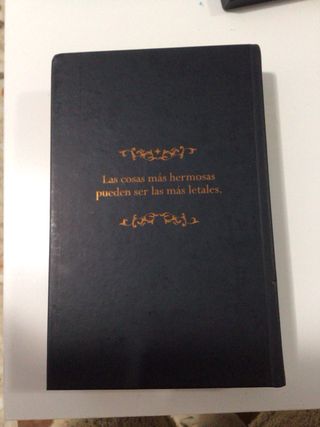 Las cosas más hermosas
pueden ser las más letales.